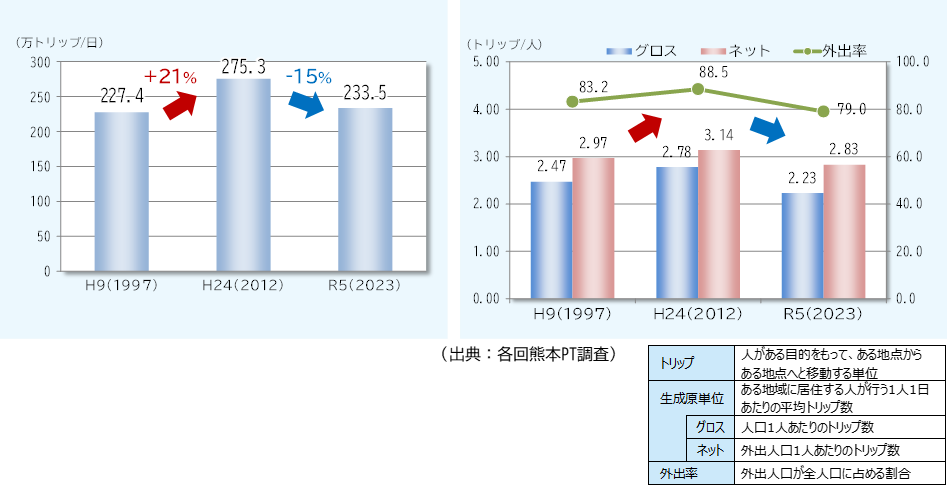 (万トリップ/日)
300
250
200
150
100
50
0
227.4
+21%
275.3
-15%
233.5
H9(1997)
H24(2012)
R5(2023)
(トリップ/人)
グロス
ネット
外出率
5.00
4.00
3.00
2.00
1.00
0.00
100.0
80.0
60.0
40.0
20.0
0.0
83.2
88.5
79.0
2.47
2.97
2.78
3.14
2.23
2.83
H9(1997)
H24(2012)
R5(2023)
(出典:各回熊本PT調査)
トリップ
人がある目的をもって、ある地点から
ある地点へと移動する単位
生成原単位
ある地域に居住する人が行う1人1日
あたりの平均トリップ数
グロス
人口1人あたりのトリップ数
ネット
外出人口1人あたりのトリップ数
外出率
外出人口が全人口に占める割合